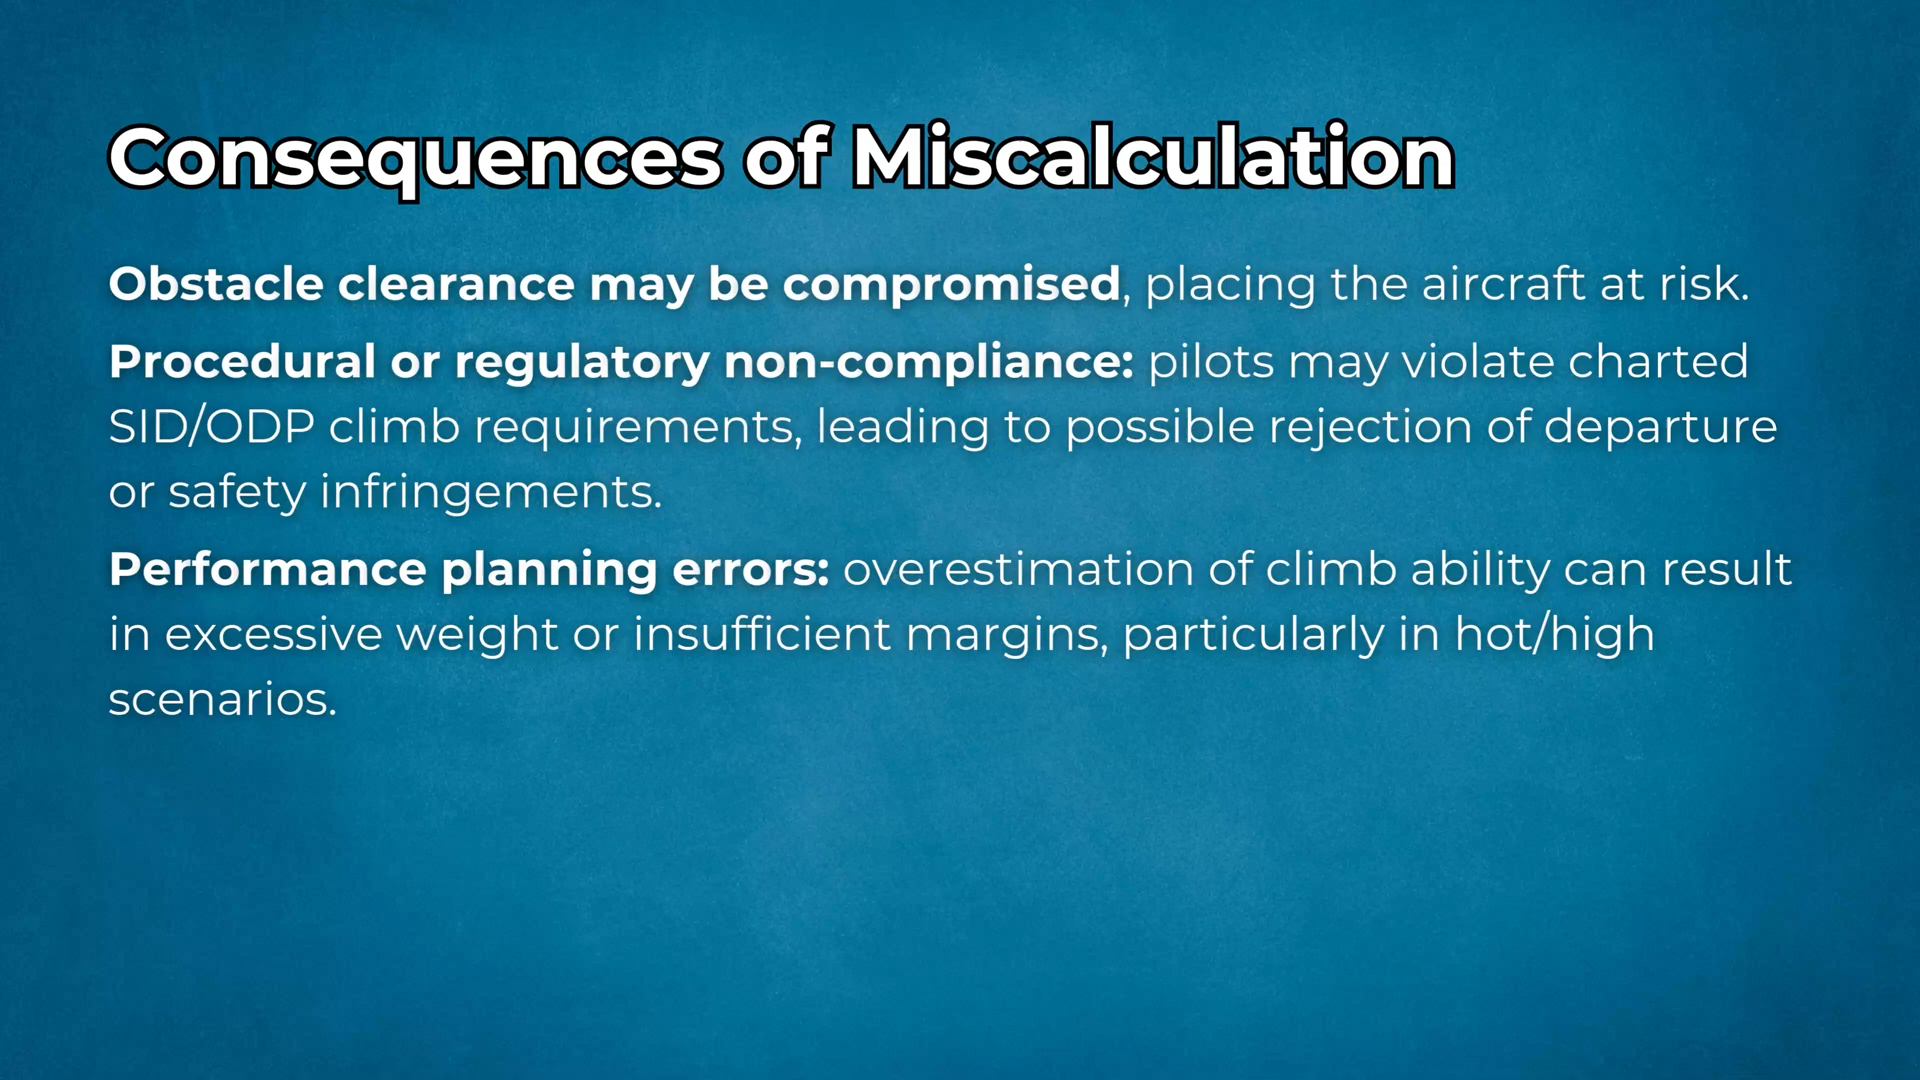 Consequences of Miscalculation
Obstacle clearance may be compromised, placing the aircraft at risk.
Procedural or regulatory non-compliance: pilots may violate charted
SID/ODP climb requirements, leading to possible rejection of departure
or safety infringements.
Performance planning errors: overestimation of climb ability can result
in excessive weight or insufficient margins, particularly in hot/high
scenarios.